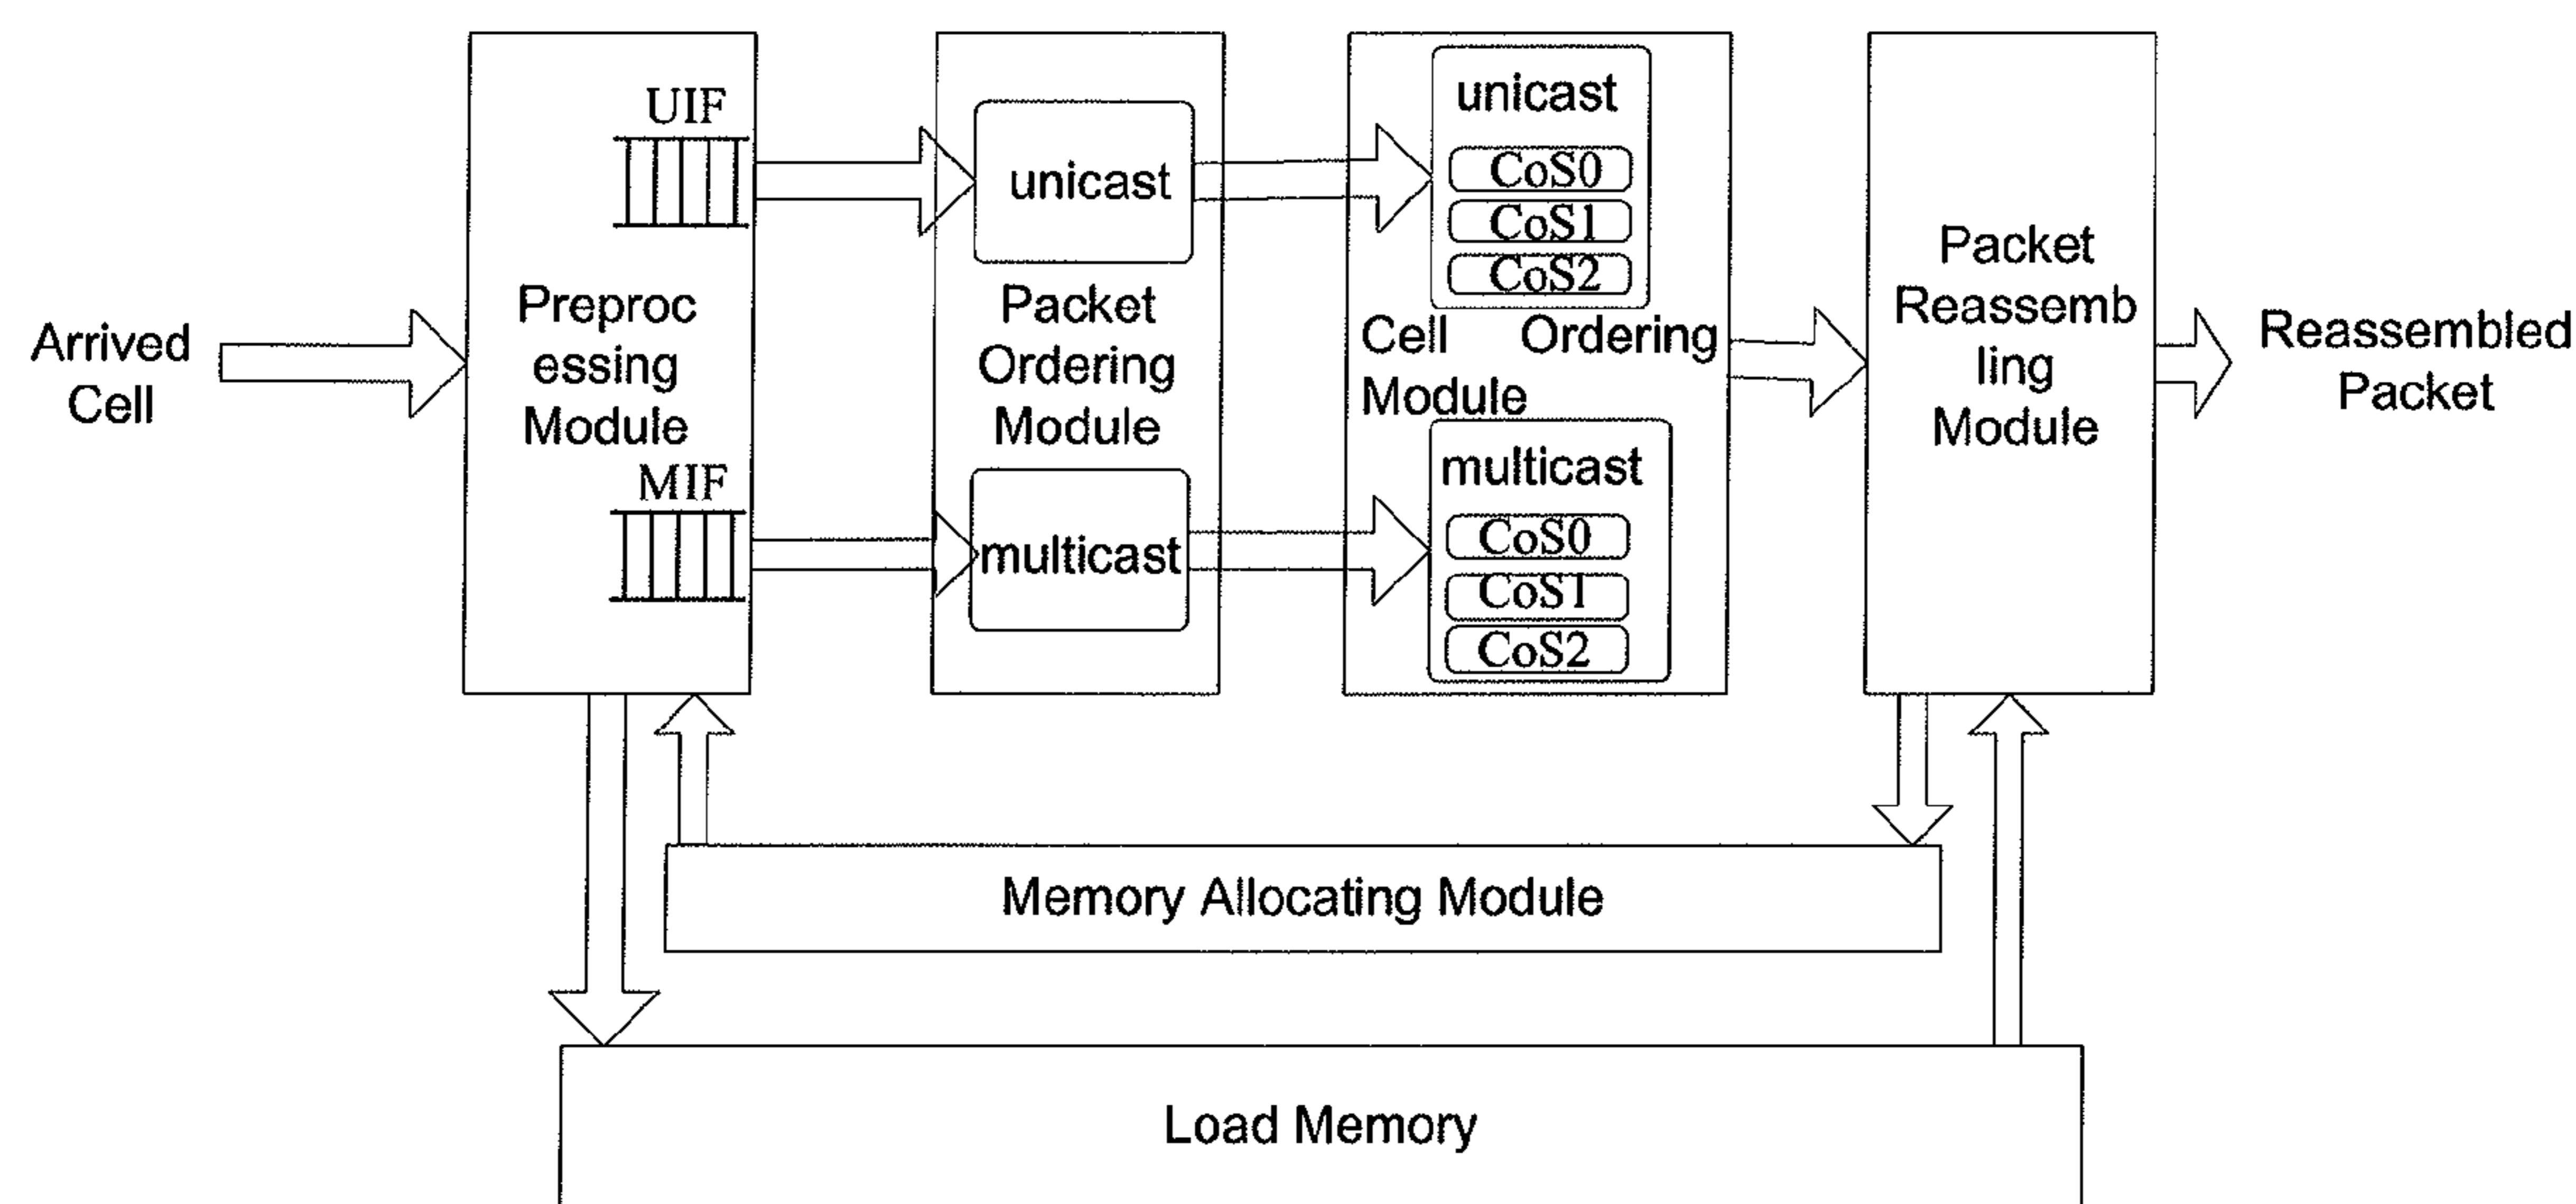 Arrived
Cell
UIF
Preproc
essing
Module
MIF
unicast
Packet
Ordering
Module
multicast
unicast
CoS0
CoS1
CoS2
Cell Ordering
Module
multicast
CoS0
CoS1
CoS2
Packet
Reassemb
ling
Module
Reassembled
Packet
Memory Allocating Module
Load Memory